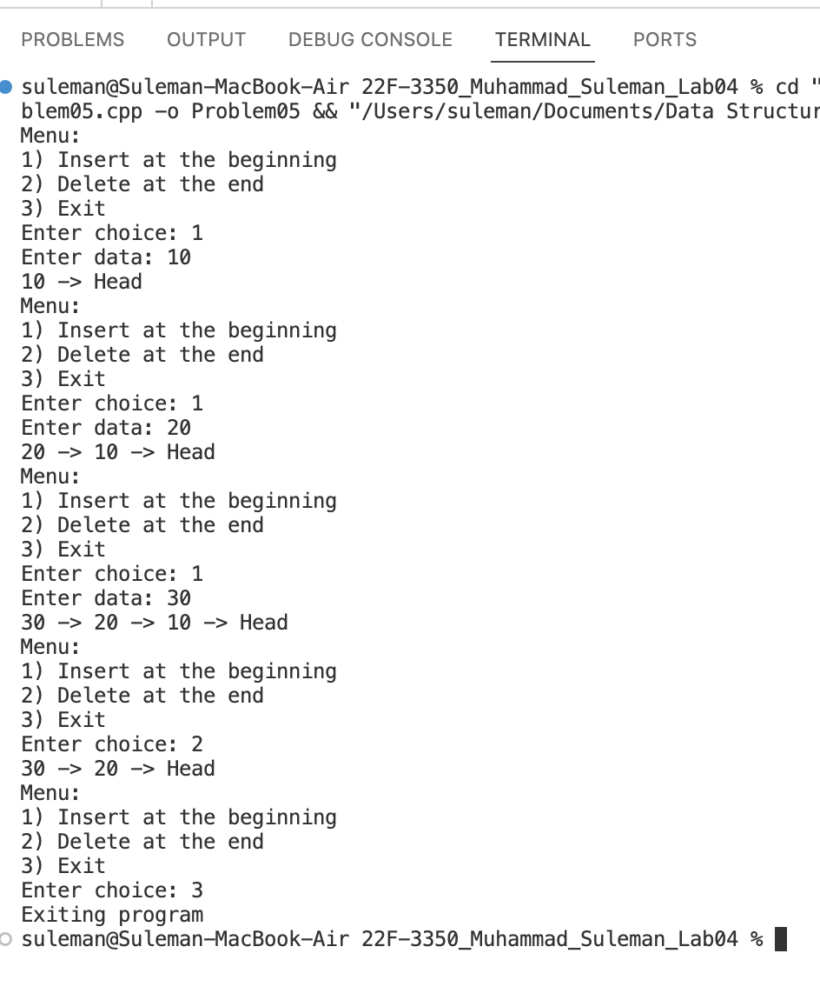 PROBLEMS OUTPUT DEBUG CONSOLE TERMINAL PORTS
suleman@Suleman-MacBook-Air 22F-3350_Muhammad_Suleman_Lab04 % cd "
blem05.cpp -o Problem05 && "/Users/suleman/Documents/Data Structur
Menu:
1) Insert at the beginning
2) Delete at the end
3) Exit
Enter choice: 1
Enter data: 10
10 -> Head
Menu:
1) Insert at the beginning
2) Delete at the end
3) Exit
Enter choice: 1
Enter data: 20
20 -> 10 -> Head
Menu:
1) Insert at the beginning
2) Delete at the end
3) Exit
Enter choice: 1
Enter data: 30
30 -> 20 -> 10 -> Head
Menu:
1) Insert at the beginning
2) Delete at the end
3) Exit
Enter choice: 2
30 -> 20 -> Head
Menu:
1) Insert at the beginning
2) Delete at the end
3) Exit
Enter choice: 3
Exiting program
suleman@Suleman-MacBook-Air 22F-3350_Muhammad_Suleman_Lab04 %